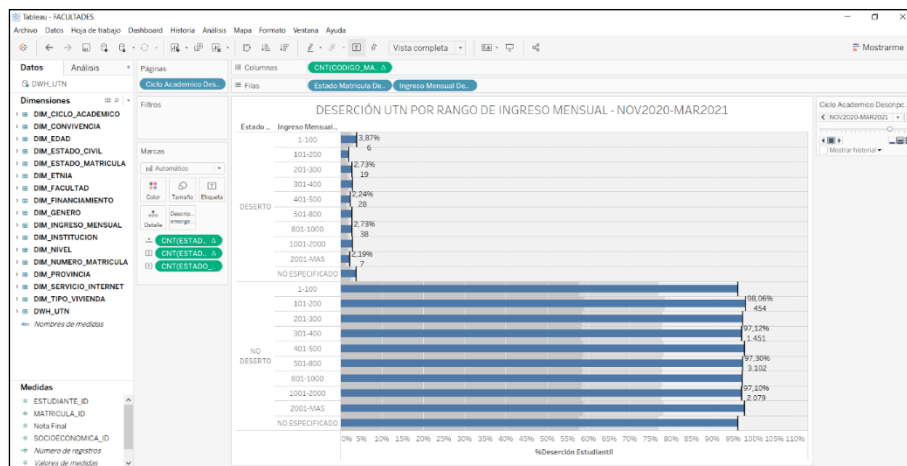 Tableau - FACULTADES
Archivo Datos Hoja de trabajo Dashboard Historia Análisis Mapa Formato Ventana Ayuda
Vista completa
Mostrarme
Datos Análisis
DWH_UTN
Dimensiones
DIM_CICLO_ACADEMICO
DIM_CONVIVENCIA
DIM_EDAD
DIM_ESTADO_CIVIL
DIM_ESTADO_MATRICULA
DIM_ETNIA
DIM_FACULTAD
DIM_FINANCIAMIENTO
DIM_GENERO
DIM_INGRESO_MENSUAL
DIM_INSTITUCION
DIM_NIVEL
DIM_NUMERO_MATRICULA
DIM_PROVINCIA
DIM_SERVICIO_INTERNET
DIM_TIPO_VIVIENDA
DWH_UTN
Abc Nombres de medidas
Medidas
ESTUDIANTE_ID
MATRICULA_ID
Nota Final
SOCIOECONOMICA_ID
Número de registros
Valores de medidas
Páginas
Ciclo Academico Des..
Filtros
Marcas
Automático
Color Tamaño Etiqueta
Detalle Descrip... emerge...
CNT(ESTAD.. Δ
CNT(ESTAD.. Δ
CNT(ESTADO_..
Columnas CNT(CODIGO_MA.. Δ
Filas Estado Matricula De.. Ingreso Mensual De..
DESERCIÓN UTN POR RANGO DE INGRESO MENSUAL - NOV2020-MAR2021
Estado .. Ingreso Mensual..
DESERTO
1-100 3,87% 6
101-200
201-300 2,73% 19
301-400
401-500 2,24% 28
501-800
801-1000 2,73% 38
1001-2000
2001-MAS 2,19% 7
NO ESPECIFICADO
NO DESERTO
1-100
101-200 98,06% 454
201-300
301-400 97,12% 1.451
401-500
501-800 97,30% 3.102
801-1000
1001-2000 97,10% 2.079
2001-MAS
NO ESPECIFICADO
0% 5% 10% 15% 20% 25% 30% 35% 40% 45% 50% 55% 60% 65% 70% 75% 80% 85% 90% 95% 100% 105% 110%
%Deserción Estudiantil
Ciclo Academico Descripc..
NOV2020-MAR2021
Mostrar historial